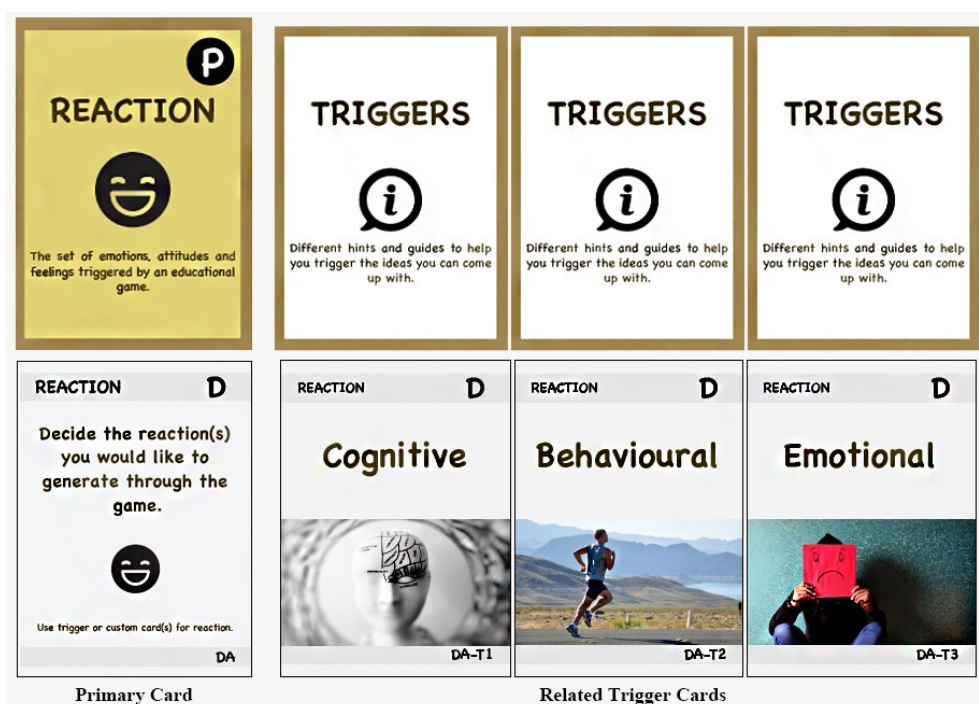 P
REACTION
The set of emotions, attitudes and
feelings triggered by an educational
game.
TRIGGERS
i
Different hints and guides to help
you trigger the ideas you can come
up with.
TRIGGERS
i
Different hints and guides to help
you trigger the ideas you can come
up with.
TRIGGERS
i
Different hints and guides to help
you trigger the ideas you can come
up with.
REACTION D
Decide the reaction(s)
you would like to
generate through the
game.
Use trigger or custom card(s) for reaction.
DA
REACTION D
Cognitive
DA-T1
REACTION D
Behavioural
DA-T2
REACTION D
Emotional
DA-T3
Primary Card
Related Trigger Cards